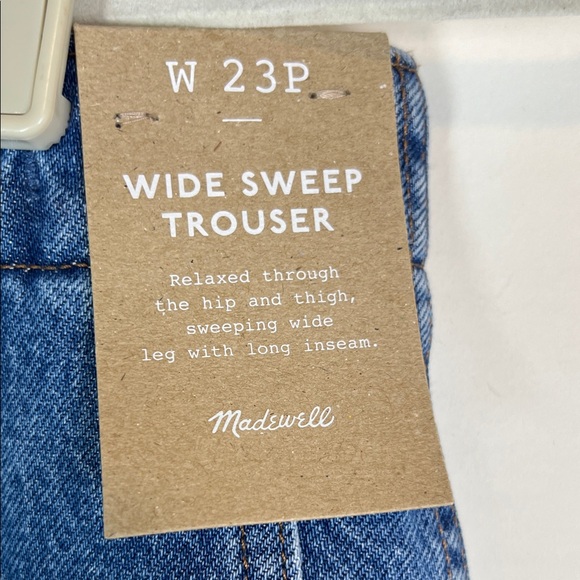 W 23P
WIDE SWEEP
TROUSER
Relaxed through
the hip and thigh,
sweeping wide
leg with long inseam.
Madewell